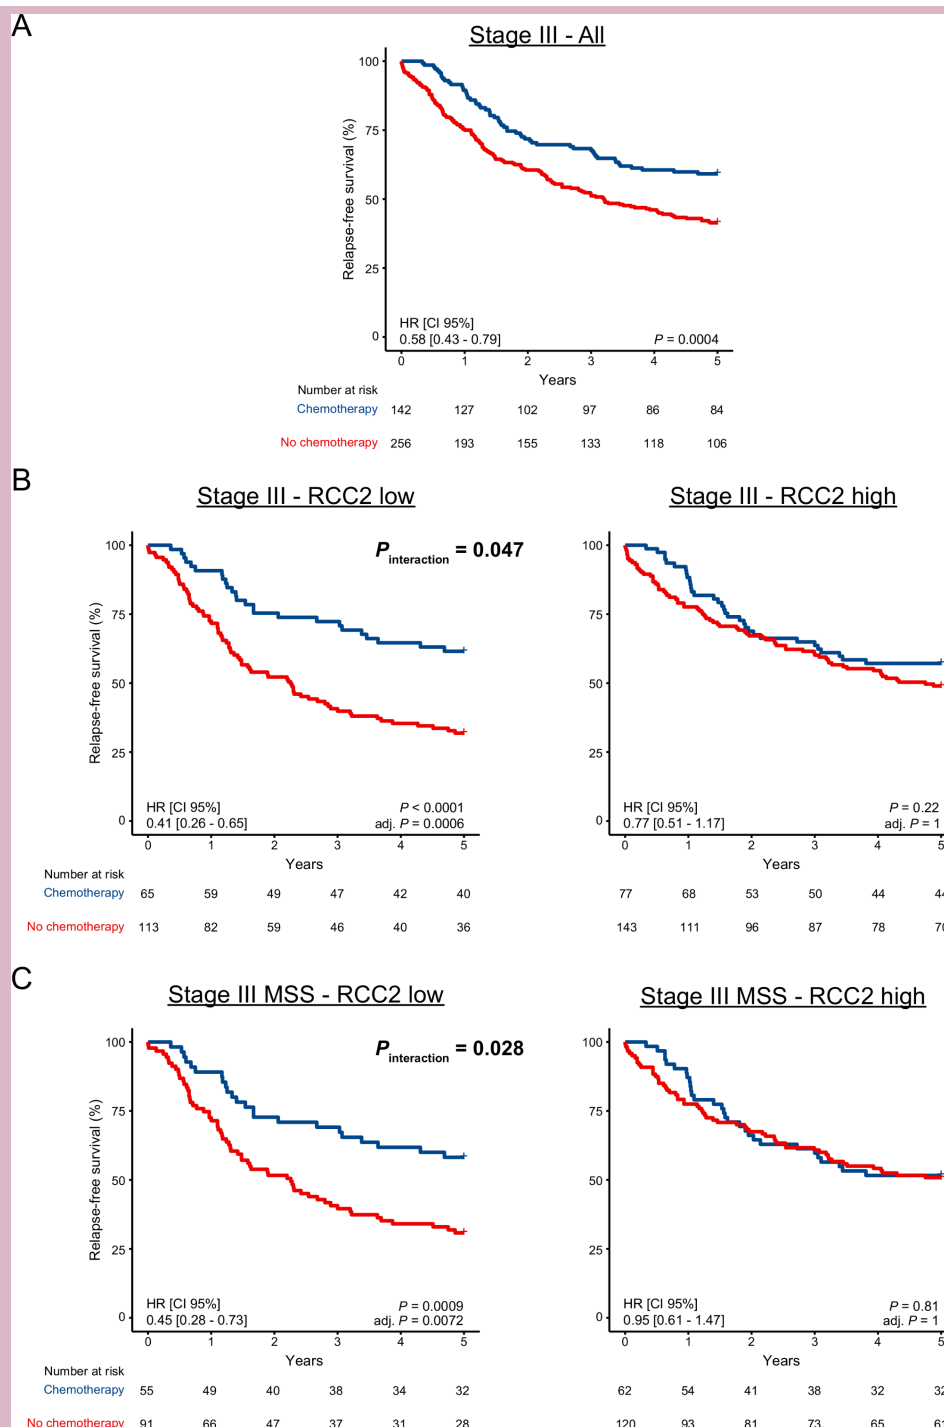 A
Stage III - All
Relapse-free survival (%)
100
75
50
25
0
HR [CI 95%]
0.58 [0.43 - 0.79]
P = 0.0004
0 1 2 3 4 5
Years
Number at risk
Chemotherapy 142 127 102 97 86 84
No chemotherapy 256 193 155 133 118 106
B
Stage III - RCC2 low
Relapse-free survival (%)
100
75
50
25
0
Pinteraction = 0.047
HR [CI 95%]
0.41 [0.26 - 0.65]
P < 0.0001
adj. P = 0.0006
0 1 2 3 4 5
Years
Number at risk
Chemotherapy 65 59 49 47 42 40
No chemotherapy 113 82 59 46 40 36
Stage III - RCC2 high
100
75
50
25
0
HR [CI 95%]
0.77 [0.51 - 1.17]
P = 0.22
adj. P = 1
0 1 2 3 4 5
Years
77 68 53 50 44 44
143 111 96 87 78 70
C
Stage III MSS - RCC2 low
Relapse-free survival (%)
100
75
50
25
0
Pinteraction = 0.028
HR [CI 95%]
0.45 [0.28 - 0.73]
P = 0.0009
adj. P = 0.0072
0 1 2 3 4 5
Years
Number at risk
Chemotherapy 55 49 40 38 34 32
No chemotherapy 91 66 47 37 31 28
Stage III MSS - RCC2 high
100
75
50
25
0
HR [CI 95%]
0.95 [0.61 - 1.47]
P = 0.81
adj. P = 1
0 1 2 3 4 5
Years
62 54 41 38 32 32
120 93 81 73 65 61